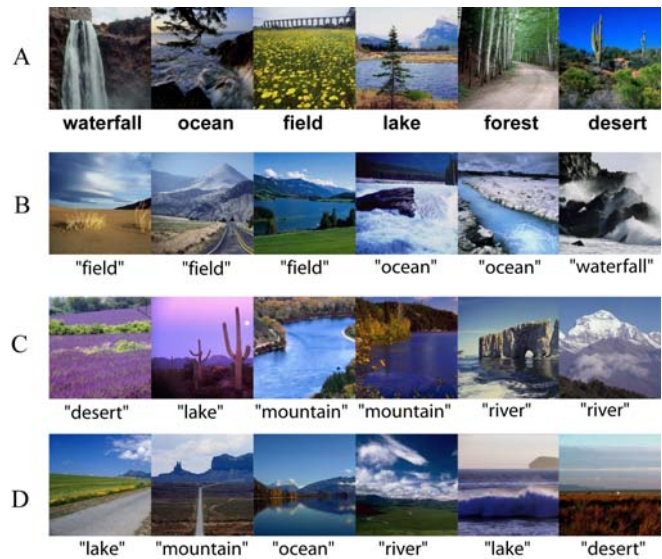 A
waterfall ocean field lake forest desert
B
"field" "field" "field" "ocean" "ocean" "waterfall"
C
"desert" "lake" "mountain" "mountain" "river" "river"
D
"lake" "mountain" "ocean" "river" "lake" "desert"